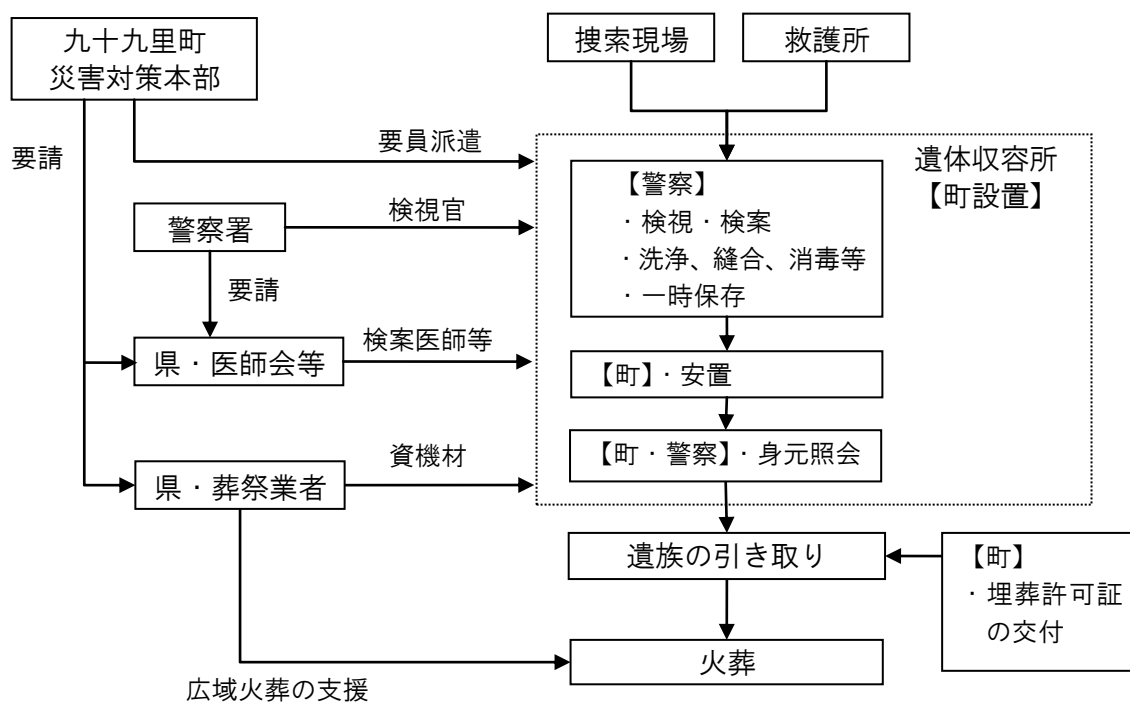 九十九里町
災害対策本部
捜索現場
救護所
要請
要員派遣
遺体収容所
【町設置】
【警察】
・検視・検案
・洗浄、縫合、消毒等
・一時保存
検視官
警察署
要請
検案医師等
県・医師会等
【町】・安置
【町・警察】・身元照会
資機材
県・葬祭業者
遺族の引き取り
【町】
・埋葬許可証
の交付
火葬
広域火葬の支援